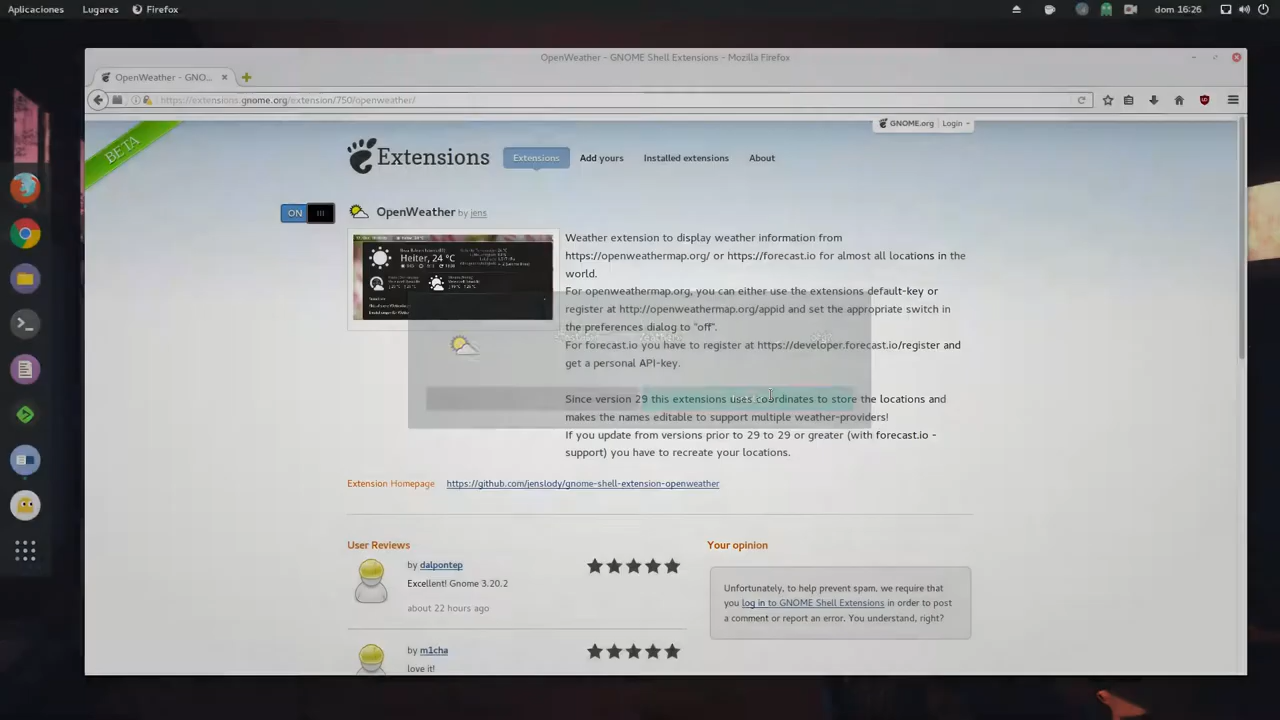 Aplicaciones Lugares Firefox dom 16:26
OpenWeather - GNOME Shell Extensions - Mozilla Firefox
OpenWeather - GNO...
https://extensions.gnome.org/extension/750/openweather/
BETA
GNOME.org Login
Extensions
Extensions Add yours Installed extensions About
ON
OpenWeather by jens
Heiter, 24 °C
Weather extension to display weather information from
https://openweathermap.org/ or https://forecast.io for almost all locations in the
world.
For openweathermap.org, you can either use the extensions default-key or
register at http://openweathermap.org/appid and set the appropriate switch in
the preferences dialog to "off".
For forecast.io you have to register at https://developer.forecast.io/register and
get a personal API-key.
Since version 29 this extensions uses coordinates to store the locations and
makes the names editable to support multiple weather-providers!
If you update from versions prior to 29 to 29 or greater (with forecast.io -
support) you have to recreate your locations.
Extension Homepage https://github.com/jenslody/gnome-shell-extension-openweather
User Reviews
by dalpontep
Excellent! Gnome 3.20.2
about 22 hours ago
by m1cha
love it!
Your opinion
Unfortunately, to help prevent spam, we require that
you log in to GNOME Shell Extensions in order to post
a comment or report an error. You understand, right?